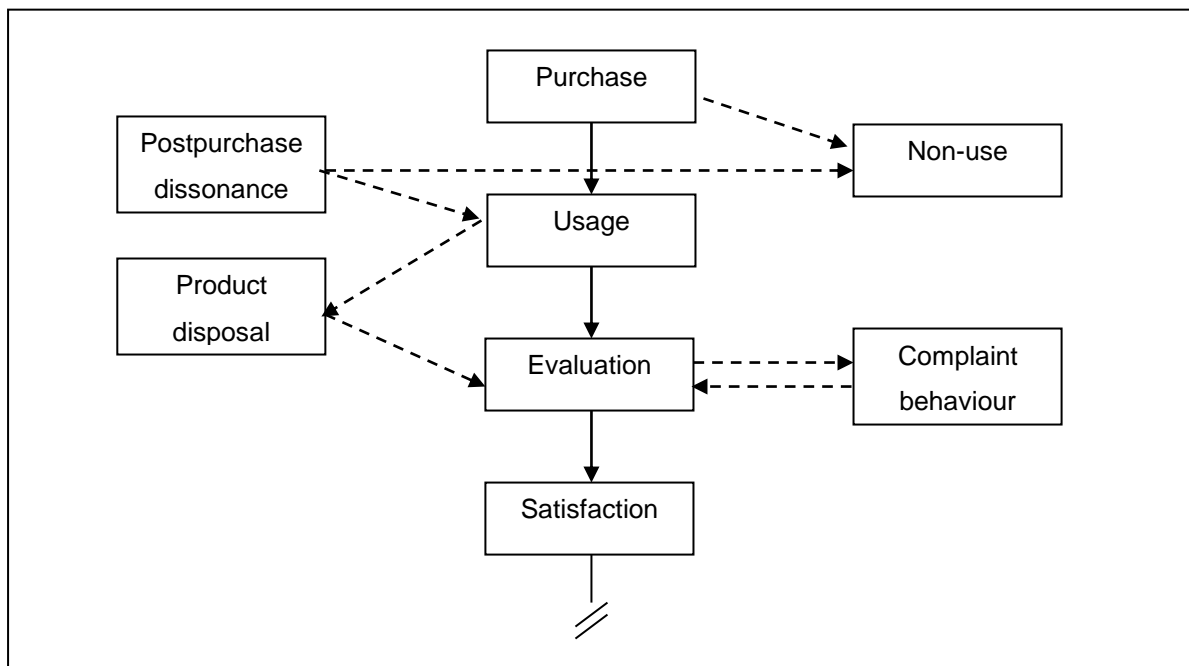 Purchase
Postpurchase
dissonance
Non-use
Usage
Product
disposal
Evaluation
Complaint
behaviour
Satisfaction